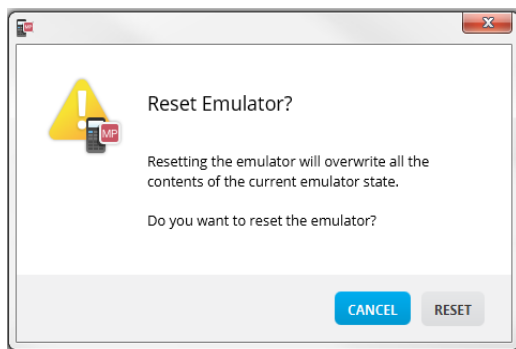 MP
Reset Emulator?
Resetting the emulator will overwrite all the
contents of the current emulator state.
Do you want to reset the emulator?
CANCEL RESET